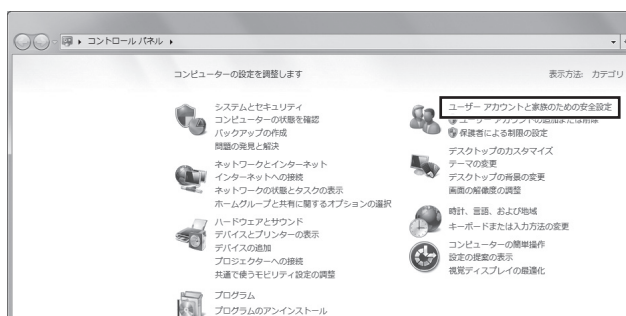 コントロール パネル
コンピューターの設定を調整します
表示方法: カテゴリ
システムとセキュリティ
コンピューターの状態を確認
バックアップの作成
問題の発見と解決
ネットワークとインターネット
インターネットへの接続
ネットワークの状態とタスクの表示
ホームグループと共有に関するオプションの選択
ハードウェアとサウンド
デバイスとプリンターの表示
デバイスの追加
プロジェクターへの接続
共通で使うモビリティ設定の調整
プログラム
プログラムのアンインストール
ユーザー アカウントと家族のための安全設定
ユーザー アカウントの追加または削除
保護者による制限の設定
デスクトップのカスタマイズ
テーマの変更
デスクトップの背景の変更
画面の解像度の調整
時計、言語、および地域
キーボードまたは入力方法の変更
コンピューターの簡単操作
設定の提案の表示
視覚ディスプレイの最適化